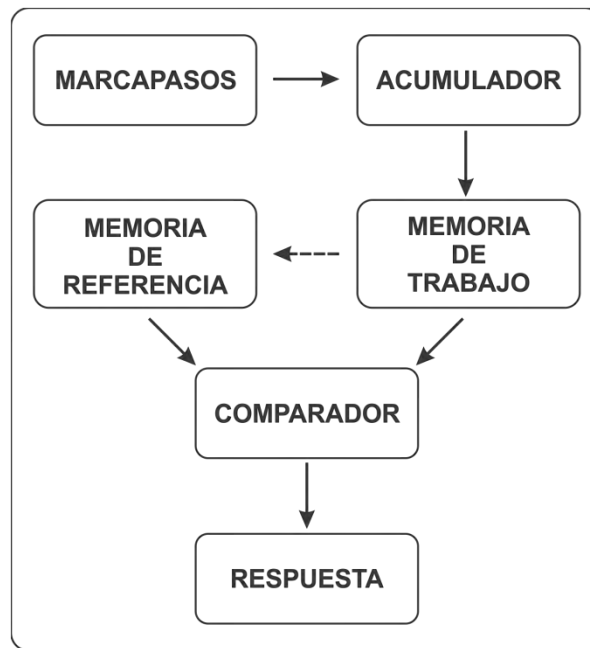 MARCAPASOS
ACUMULADOR
MEMORIA
DE
REFERENCIA
MEMORIA
DE
TRABAJO
COMPARADOR
RESPUESTA